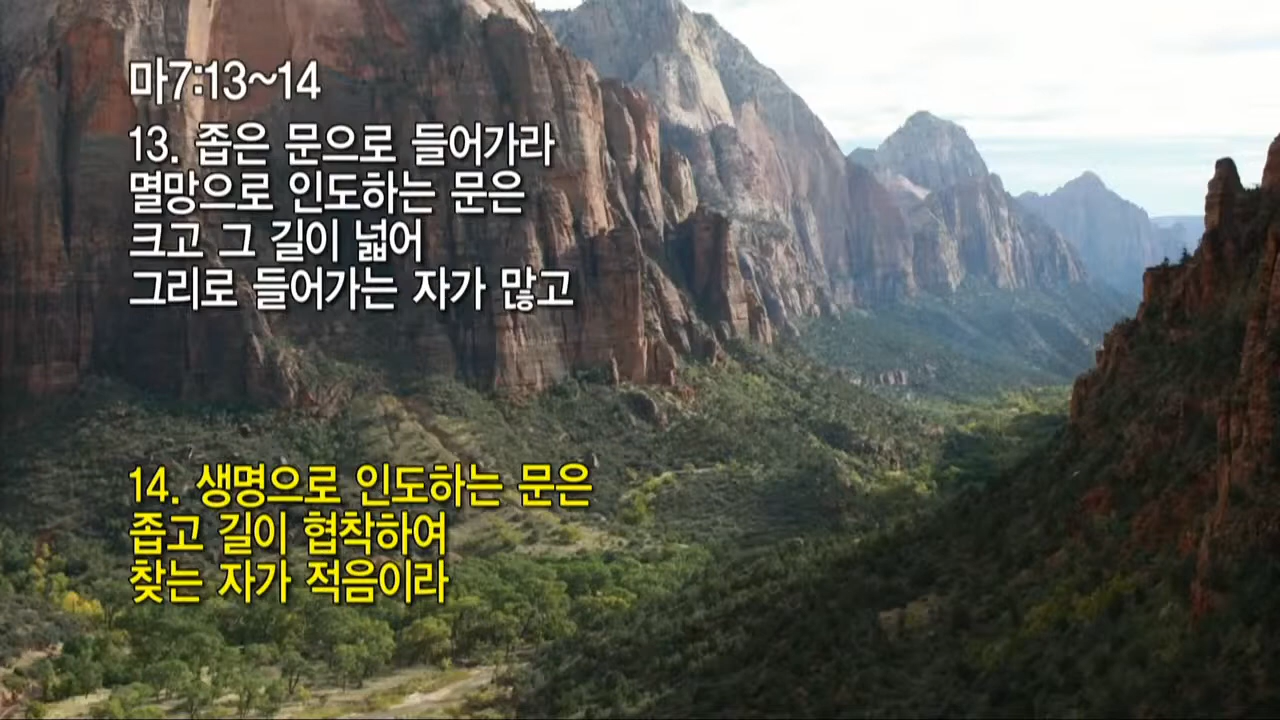 마7:13~14
13. 좁은 문으로 들어가라
멸망으로 인도하는 문은
크고 그 길이 넓어
그리로 들어가는 자가 많고
14. 생명으로 인도하는 문은
좁고 길이 협착하여
찾는 자가 적음이라